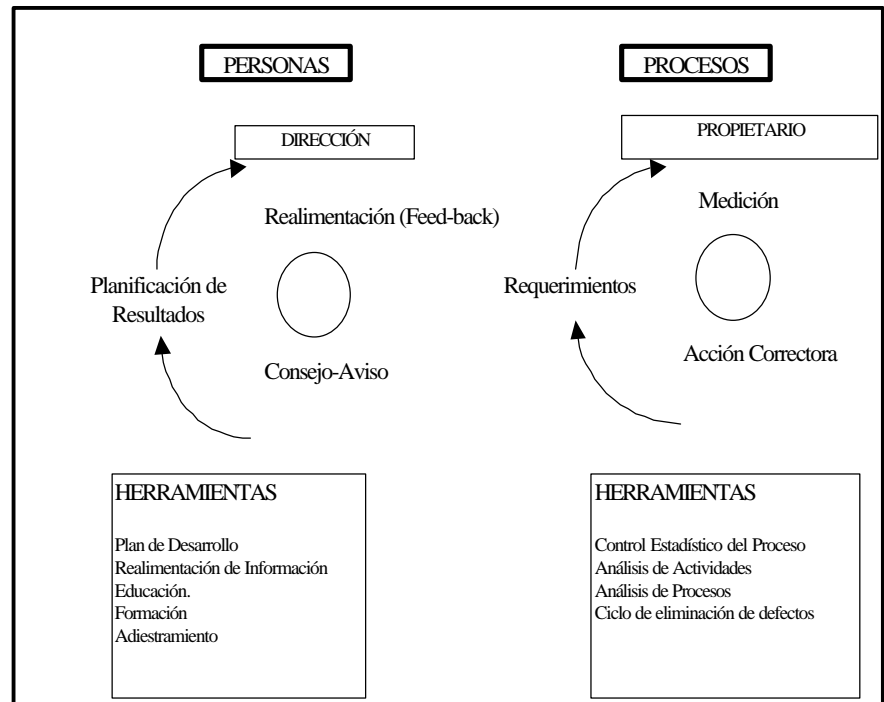 PERSONAS
DIRECCIÓN
Realimentación (Feed-back)
Planificación de
Resultados
Consejo-Aviso
HERRAMIENTAS
Plan de Desarrollo
Realimentación de Información
Educación.
Formación
Adiestramiento
PROCESOS
PROPIETARIO
Medición
Requerimientos
Acción Correctora
HERRAMIENTAS
Control Estadístico del Proceso
Análisis de Actividades
Análisis de Procesos
Ciclo de eliminación de defectos